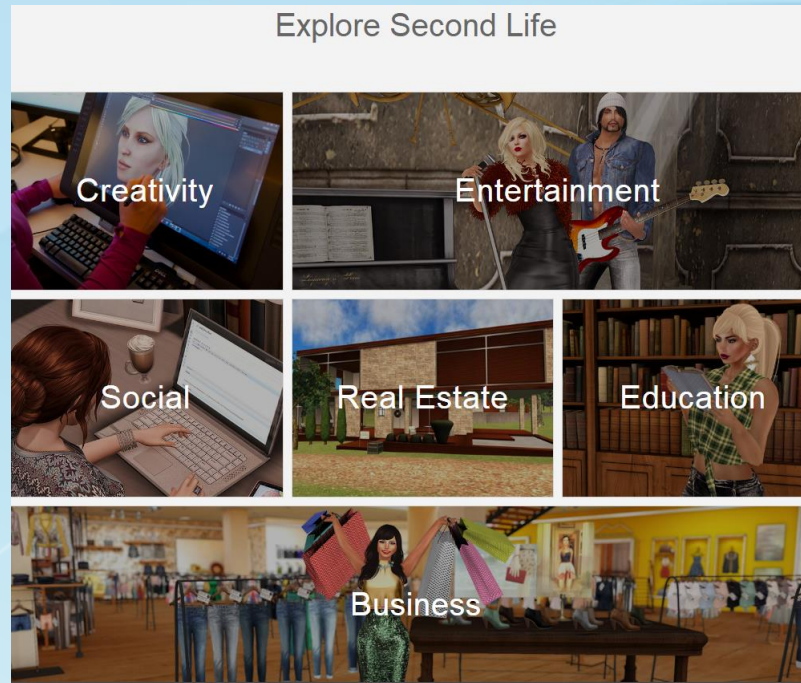 Explore Second Life
Creativity
Entertainment
Social
Real Estate
Education
Business